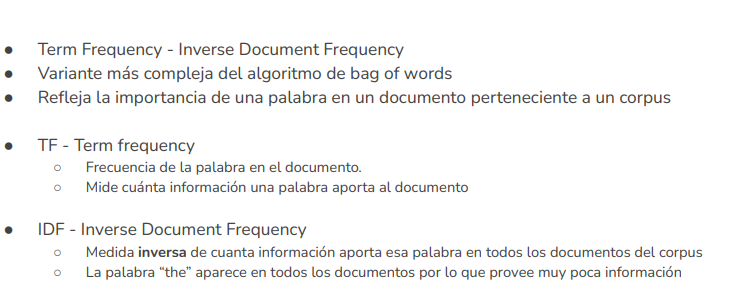 ● Term Frequency - Inverse Document Frequency
● Variante más compleja del algoritmo de bag of words
● Refleja la importancia de una palabra en un documento perteneciente a un corpus
● TF - Term frequency
○ Frecuencia de la palabra en el documento.
○ Mide cuánta información una palabra aporta al documento
● IDF - Inverse Document Frequency
○ Medida inversa de cuanta información aporta esa palabra en todos los documentos del corpus
○ La palabra “the” aparece en todos los documentos por lo que provee muy poca información